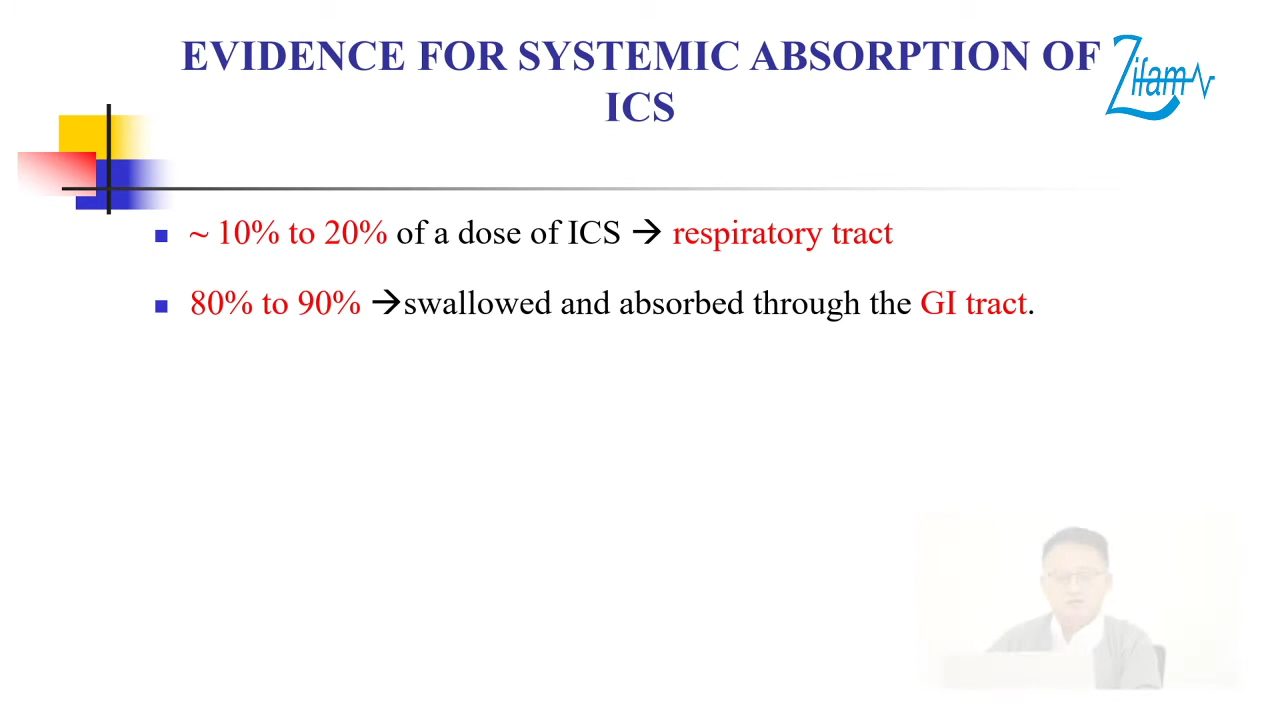 EVIDENCE FOR SYSTEMIC ABSORPTION OF
ICS
Zifam
~ 10% to 20% of a dose of ICS → respiratory tract
80% to 90% →swallowed and absorbed through the GI tract.